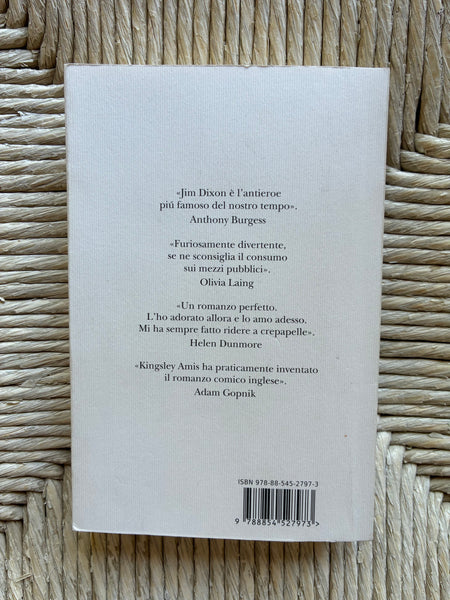 «Jim Dixon è l’antieroe
piú famoso del nostro tempo».
Anthony Burgess
«Furiosamente divertente,
se ne sconsiglia il consumo
sui mezzi pubblici».
Olivia Laing
«Un romanzo perfetto.
L’ho adorato allora e lo amo adesso.
Mi ha sempre fatto ridere a crepapelle».
Helen Dunmore
«Kingsley Amis ha praticamente inventato
il romanzo comico inglese».
Adam Gopnik
ISBN 978-88-545-2797-3
9 788854 527973>